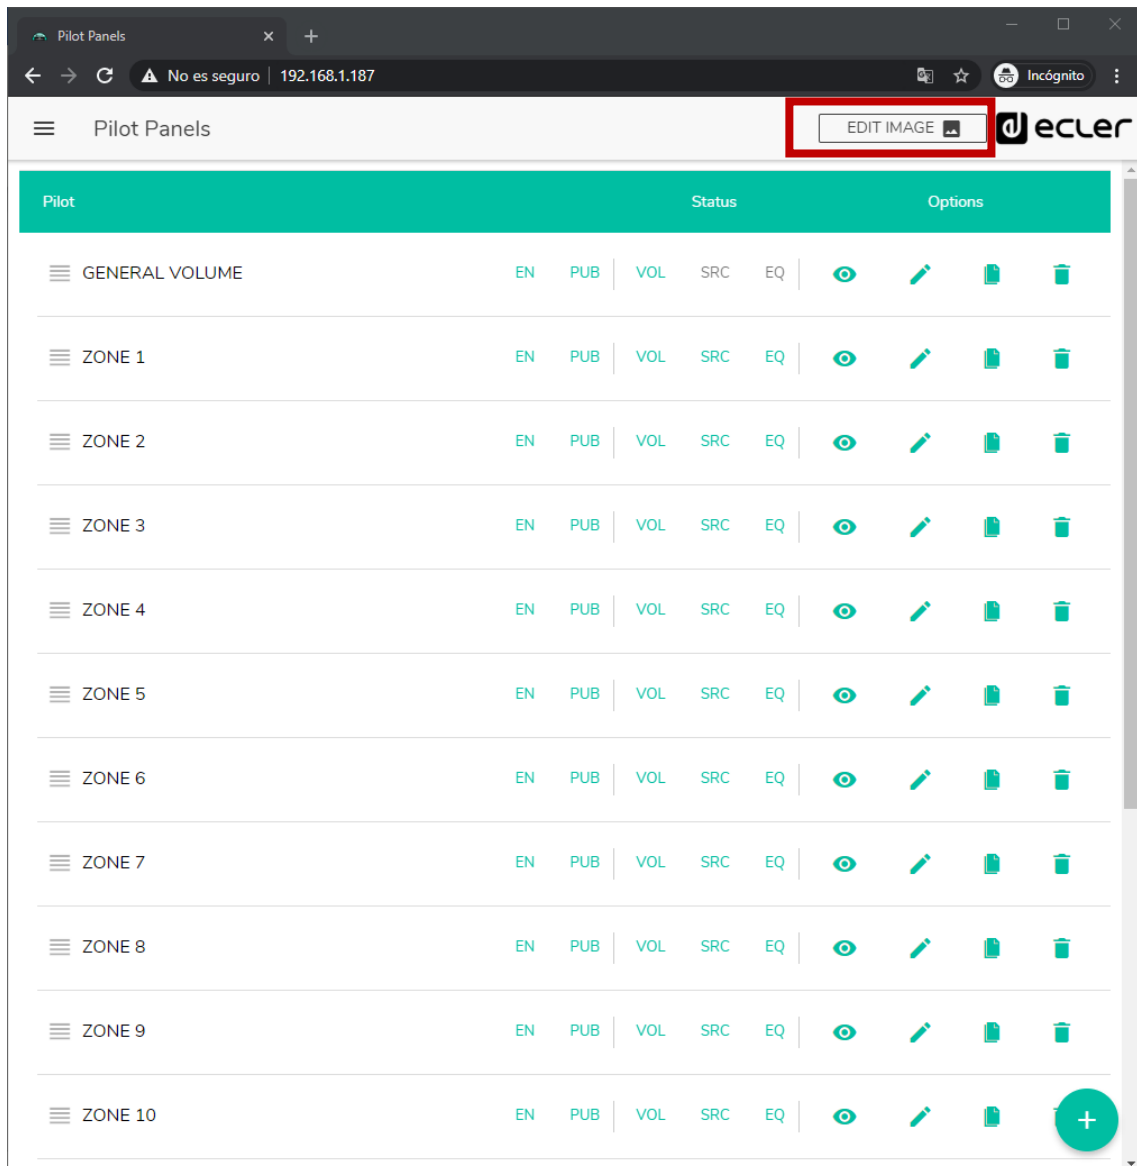 Pilot Panels
No es seguro | 192.168.1.187 Incógnito
Pilot Panels EDIT IMAGE ecler
Pilot Status Options
GENERAL VOLUME EN PUB VOL SRC EQ
ZONE 1 EN PUB VOL SRC EQ
ZONE 2 EN PUB VOL SRC EQ
ZONE 3 EN PUB VOL SRC EQ
ZONE 4 EN PUB VOL SRC EQ
ZONE 5 EN PUB VOL SRC EQ
ZONE 6 EN PUB VOL SRC EQ
ZONE 7 EN PUB VOL SRC EQ
ZONE 8 EN PUB VOL SRC EQ
ZONE 9 EN PUB VOL SRC EQ
ZONE 10 EN PUB VOL SRC EQ